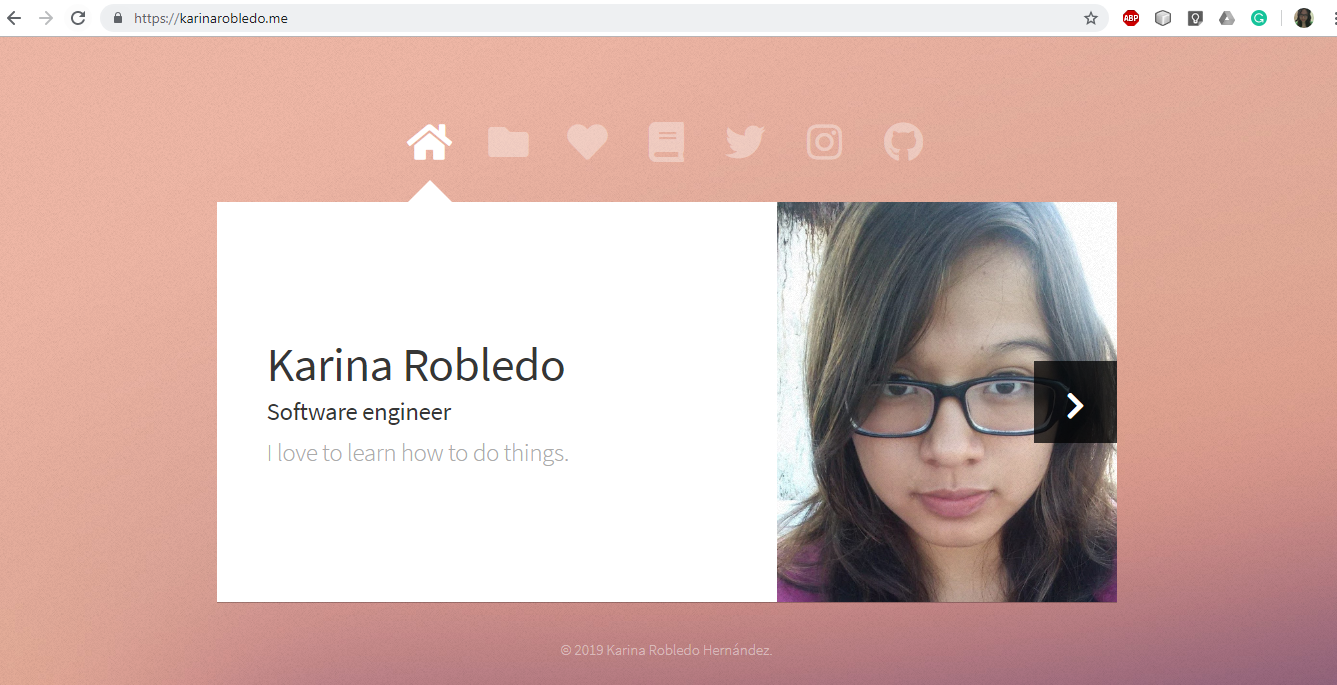 https://karinarobledo.me
ABP
Karina Robledo
Software engineer
I love to learn how to do things.
© 2019 Karina Robledo Hernández.